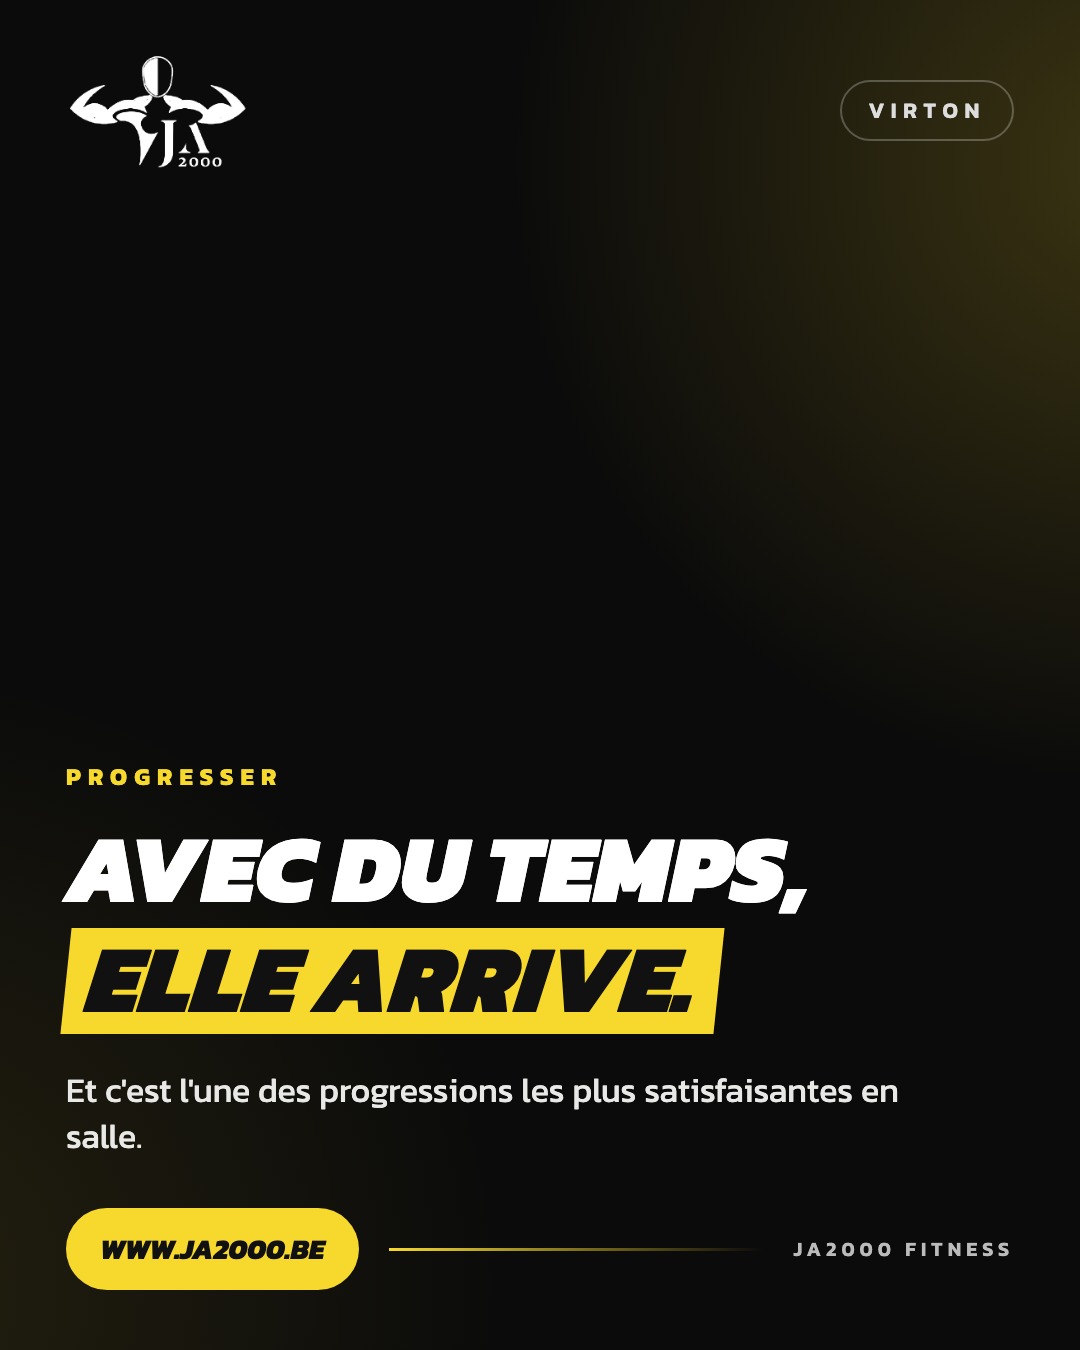 JA
2000
VIRTON
PROGRESSER
AVEC DU TEMPS,
ELLE ARRIVE.
Et c'est l'une des progressions les plus satisfaisantes en
salle.
WWW.JA2000.BE
JA2000 FITNESS